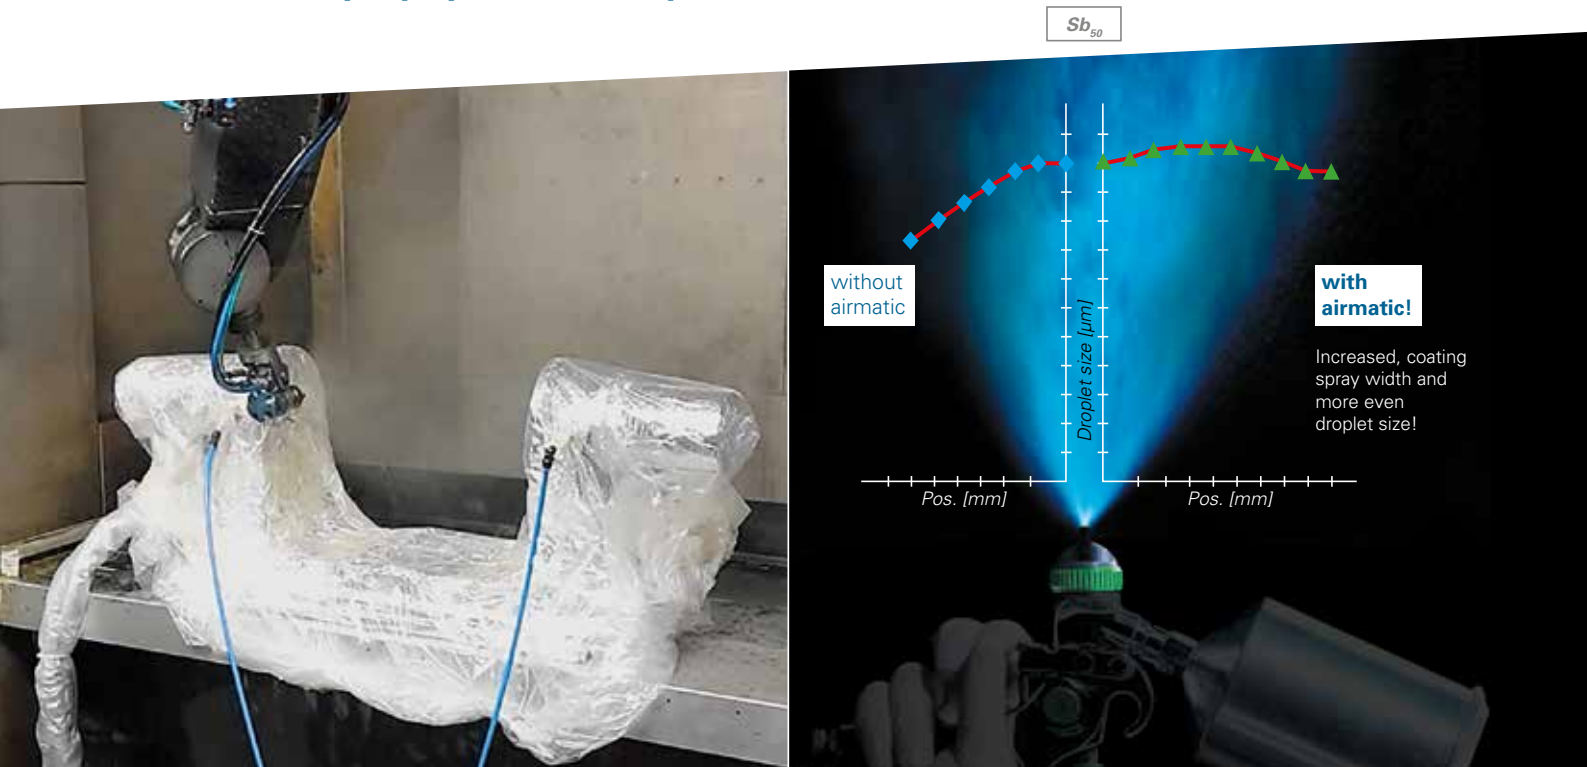 Sb50
without
airmatic
with
airmatic!
Droplet size [µm]
Increased, coating
spray width and
more even
droplet size!
Pos. [mm]
Pos. [mm]